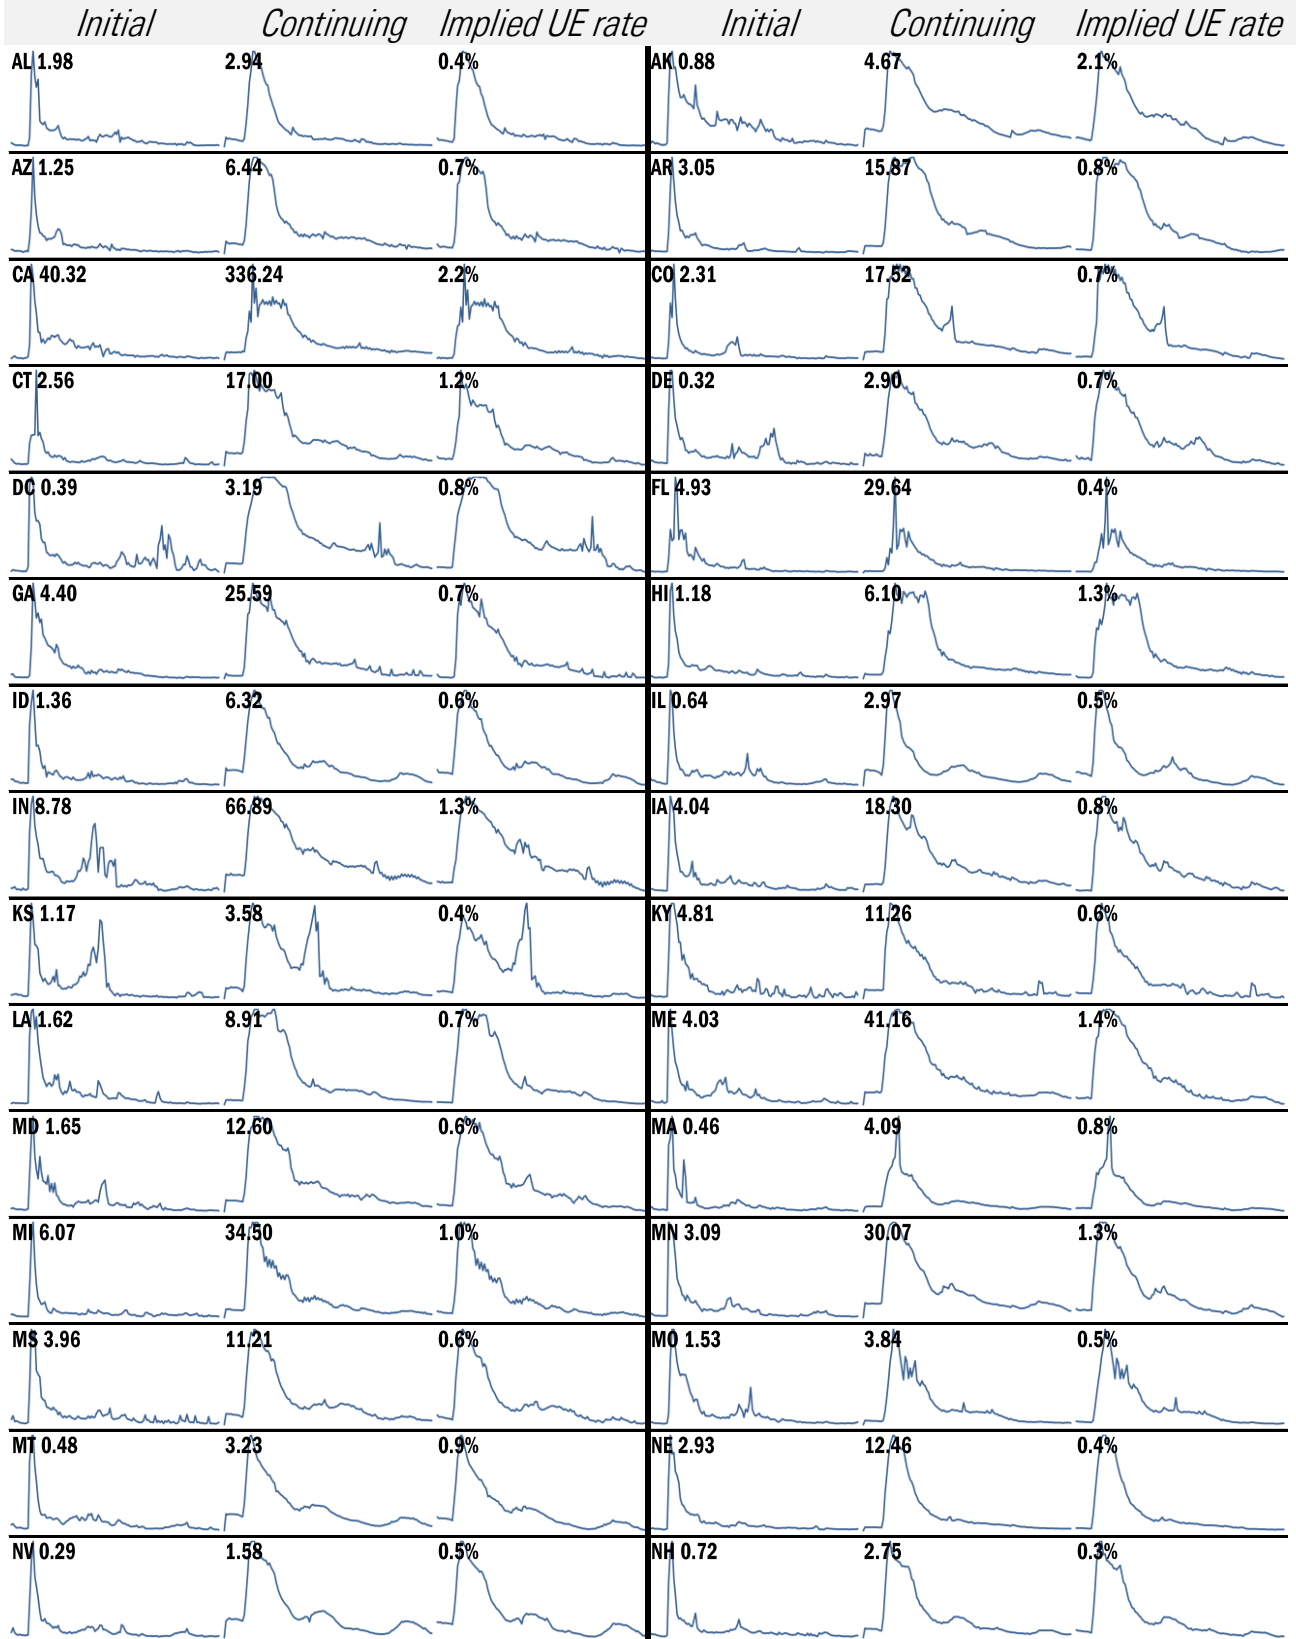 Initial Continuing Implied UE rate Initial Continuing Implied UE rate
AL 1.98 2.94 0.4% AK 0.88 4.67 2.1%
AZ 1.25 6.44 0.7% AR 3.05 15.87 0.8%
CA 40.32 336.24 2.2% CO 2.31 17.52 0.7%
CT 2.56 17.00 1.2% DE 0.32 2.90 0.7%
DC 0.39 3.19 0.8% FL 4.93 29.64 0.4%
GA 4.40 25.59 0.7% HI 1.18 6.10 1.3%
ID 1.36 6.32 0.6% IL 0.64 2.97 0.5%
IN 8.78 66.89 1.3% IA 4.04 18.30 0.8%
KS 1.17 3.58 0.4% KY 4.81 11.26 0.6%
LA 1.62 8.91 0.7% ME 4.03 41.16 1.4%
MD 1.65 12.60 0.6% MA 0.46 4.09 0.8%
MI 6.07 34.50 1.0% MN 3.09 30.07 1.3%
MS 3.96 11.21 0.6% MO 1.53 3.84 0.5%
MT 0.48 3.23 0.9% NE 2.93 12.46 0.4%
NV 0.29 1.58 0.5% NH 0.72 2.75 0.3%